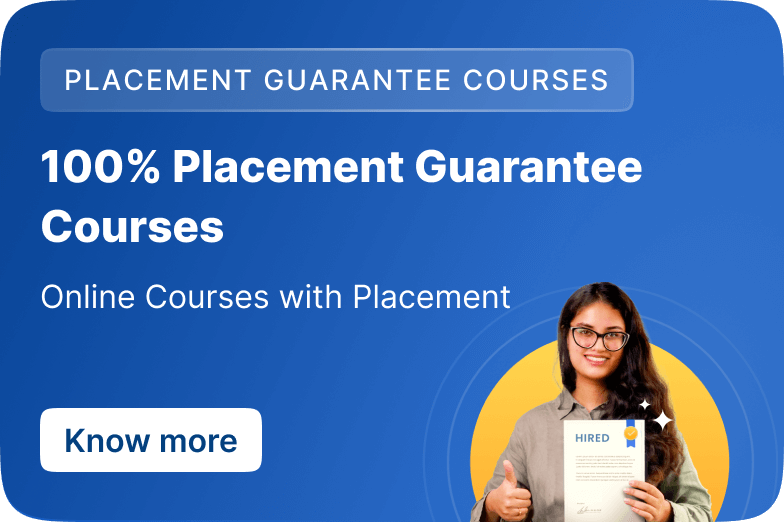 PLACEMENT GUARANTEE COURSES
100% Placement Guarantee
Courses
Online Courses with Placement
Know more
HIRED